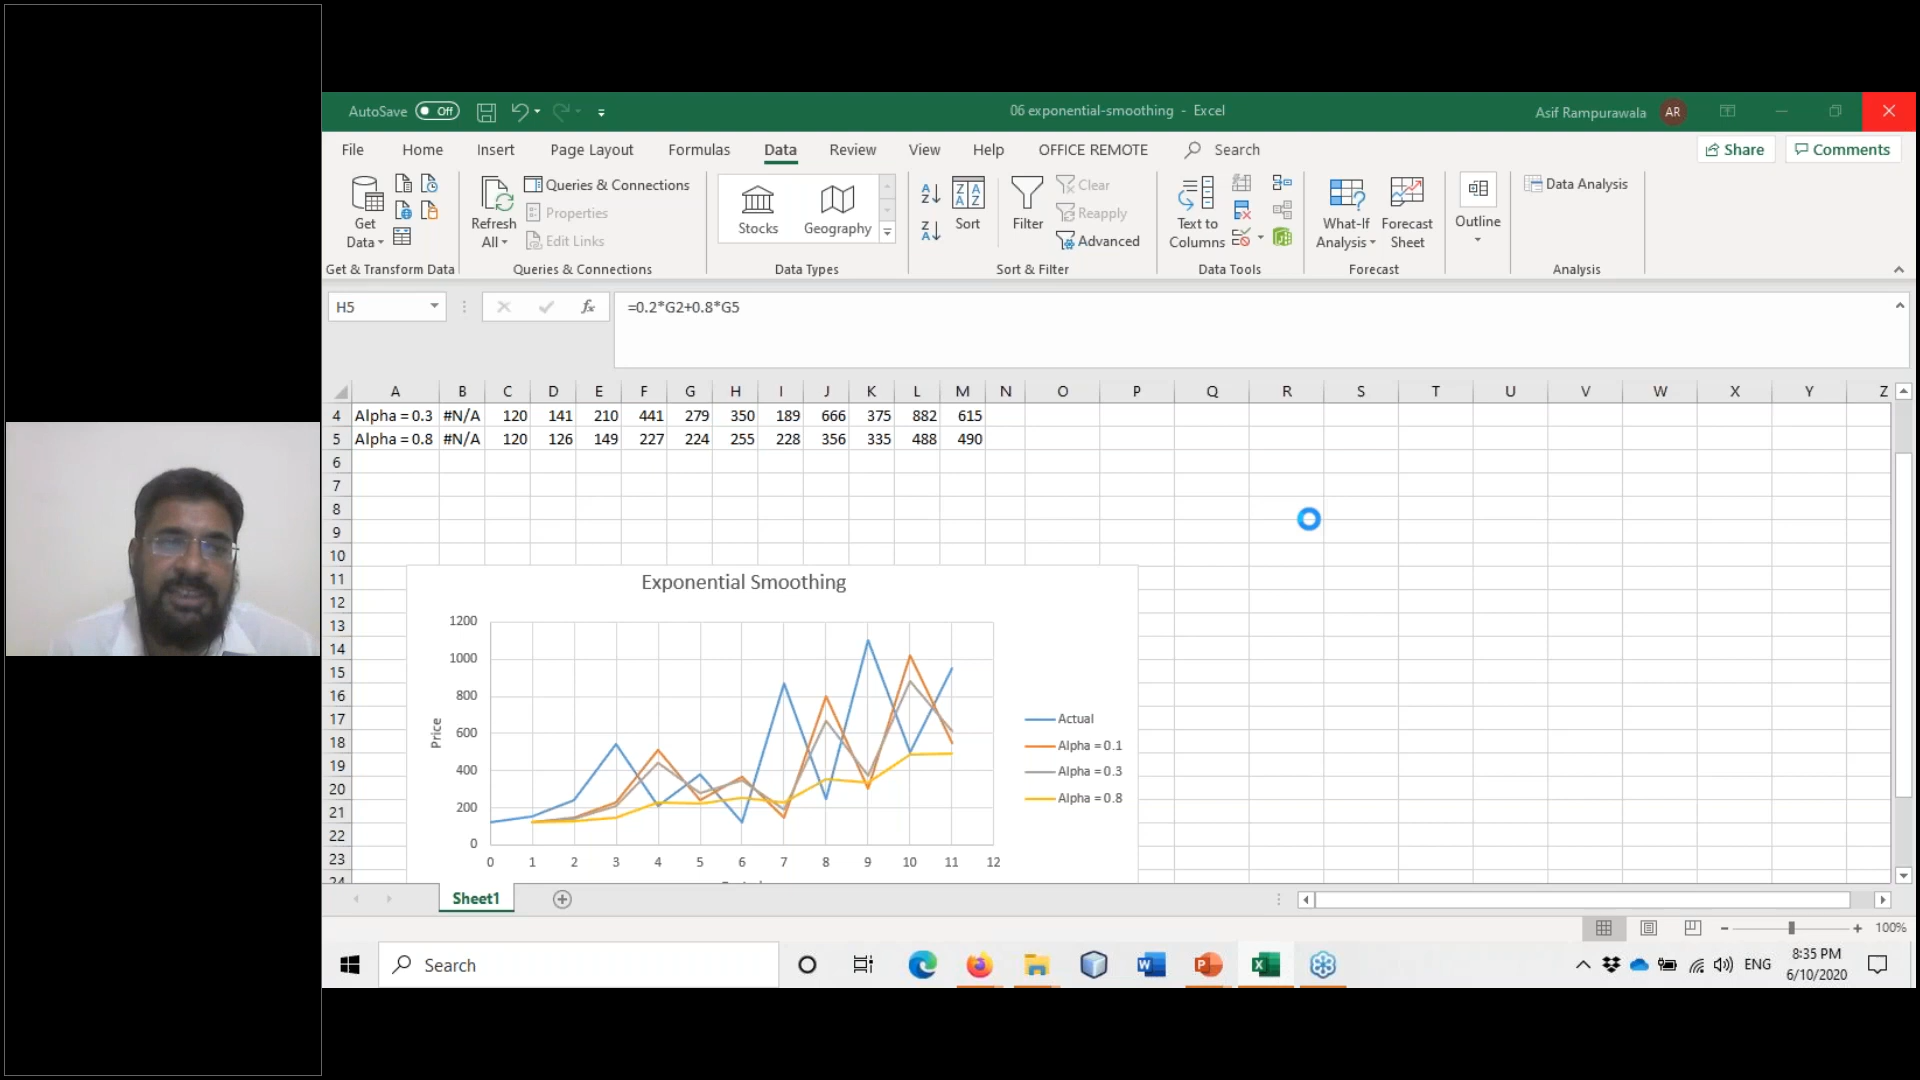 AutoSave Off 06 exponential-smoothing - Excel Asif Rampurawala AR
File Home Insert Page Layout Formulas Data Review View Help OFFICE REMOTE Search Share Comments
Get Data Refresh All Queries & Connections Properties Edit Links Stocks Geography A Z Z A Sort Filter Clear Reapply Advanced Text to Columns What-If Analysis Forecast Sheet Outline Data Analysis
Get & Transform Data Queries & Connections Data Types Sort & Filter Data Tools Forecast Analysis
H5 fx =0.2*G2+0.8*G5
A B C D E F G H I J K L M N O P Q R S T U V W X Y Z
4 Alpha = 0.3 #N/A 120 141 210 441 279 350 189 666 375 882 615
5 Alpha = 0.8 #N/A 120 126 149 227 224 255 228 356 335 488 490
6
7
8
9
10
11
12
13
14
15
16
17
18
19
20
21
22
23
24
Exponential Smoothing
1200
1000
800
600
400
200
0
Price
0 1 2 3 4 5 6 7 8 9 10 11 12
Actual
Alpha = 0.1
Alpha = 0.3
Alpha = 0.8
Sheet1
100%
Search ENG 8:35 PM
6/10/2020